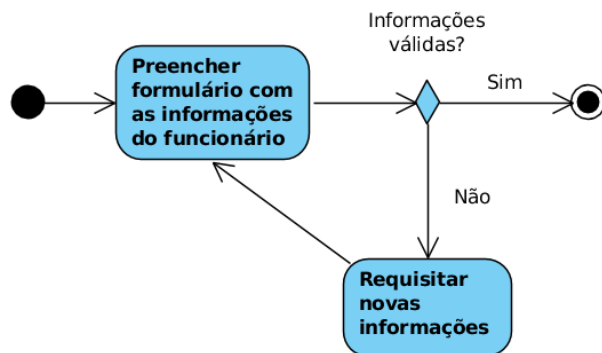 Informações
válidas?
Preencher
formulário com
as informações
do funcionário
Sim
Não
Requisitar
novas
informações